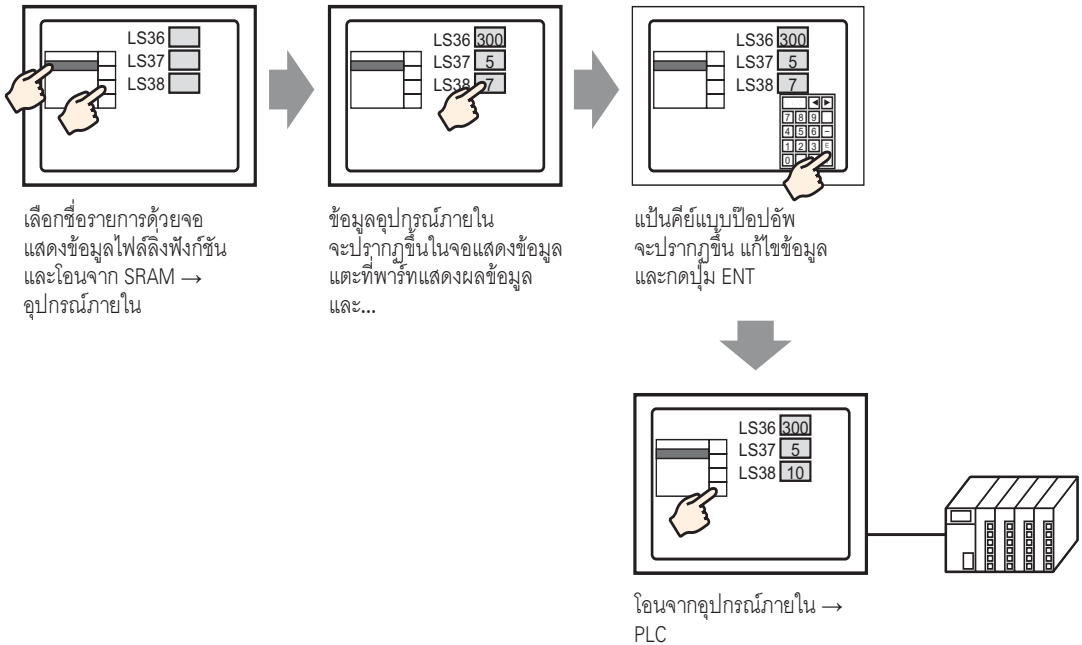 LS36
LS37
LS38
เลือกชื่อรายการด้วยจอ
แสดงข้อมูลไฟล์ลิ่งฟังก์ชัน
และโอนจาก SRAM →
อุปกรณ์ภายใน
LS36 300
LS37 5
LS38 7
ข้อมูลอุปกรณ์ภายใน
จะปรากฏขึ้นในจอแสดงข้อมูล
แตะที่พาร์ทแสดงผลข้อมูล
และ...
LS36 300
LS37 5
LS38 7
◀ ▶
7 8 9
4 5 6 –
1 2 3 E
0
แป้นคีย์แบบป๊อปอัพ
จะปรากฏขึ้น แก้ไขข้อมูล
และกดปุ่ม ENT
LS36 300
LS37 5
LS38 10
โอนจากอุปกรณ์ภายใน →
PLC